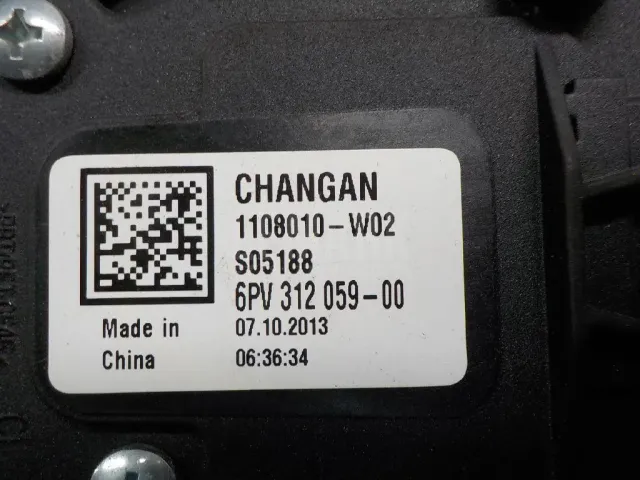 CHANGAN
1108010-W02
S05188
6PV 312 059-00
Made in
China
07.10.2013
06:36:34